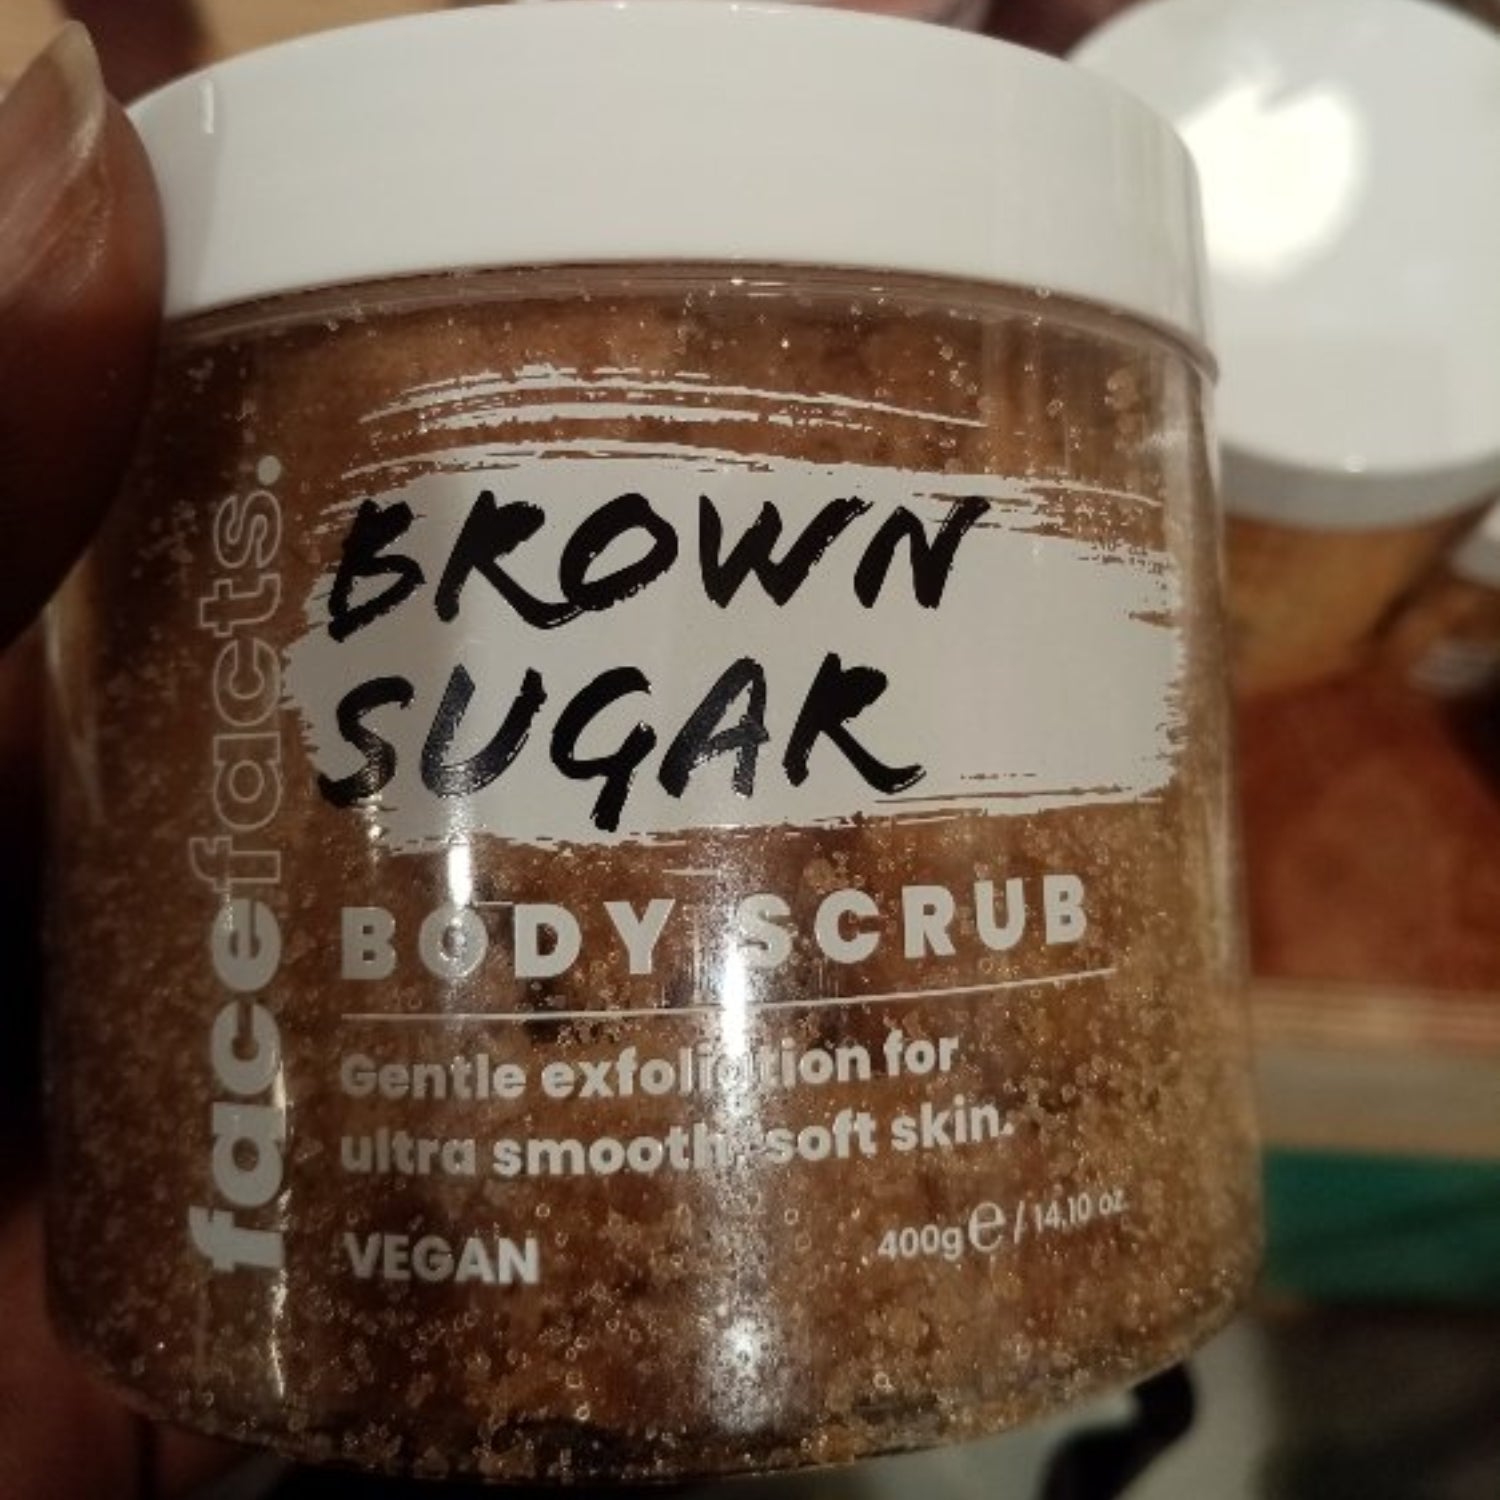 facefacts.
BROWN
SUGAR
BODY SCRUB
Gentle exfoliation for
ultra smooth, soft skin.
VEGAN
400g℮ / 14.10 oz.